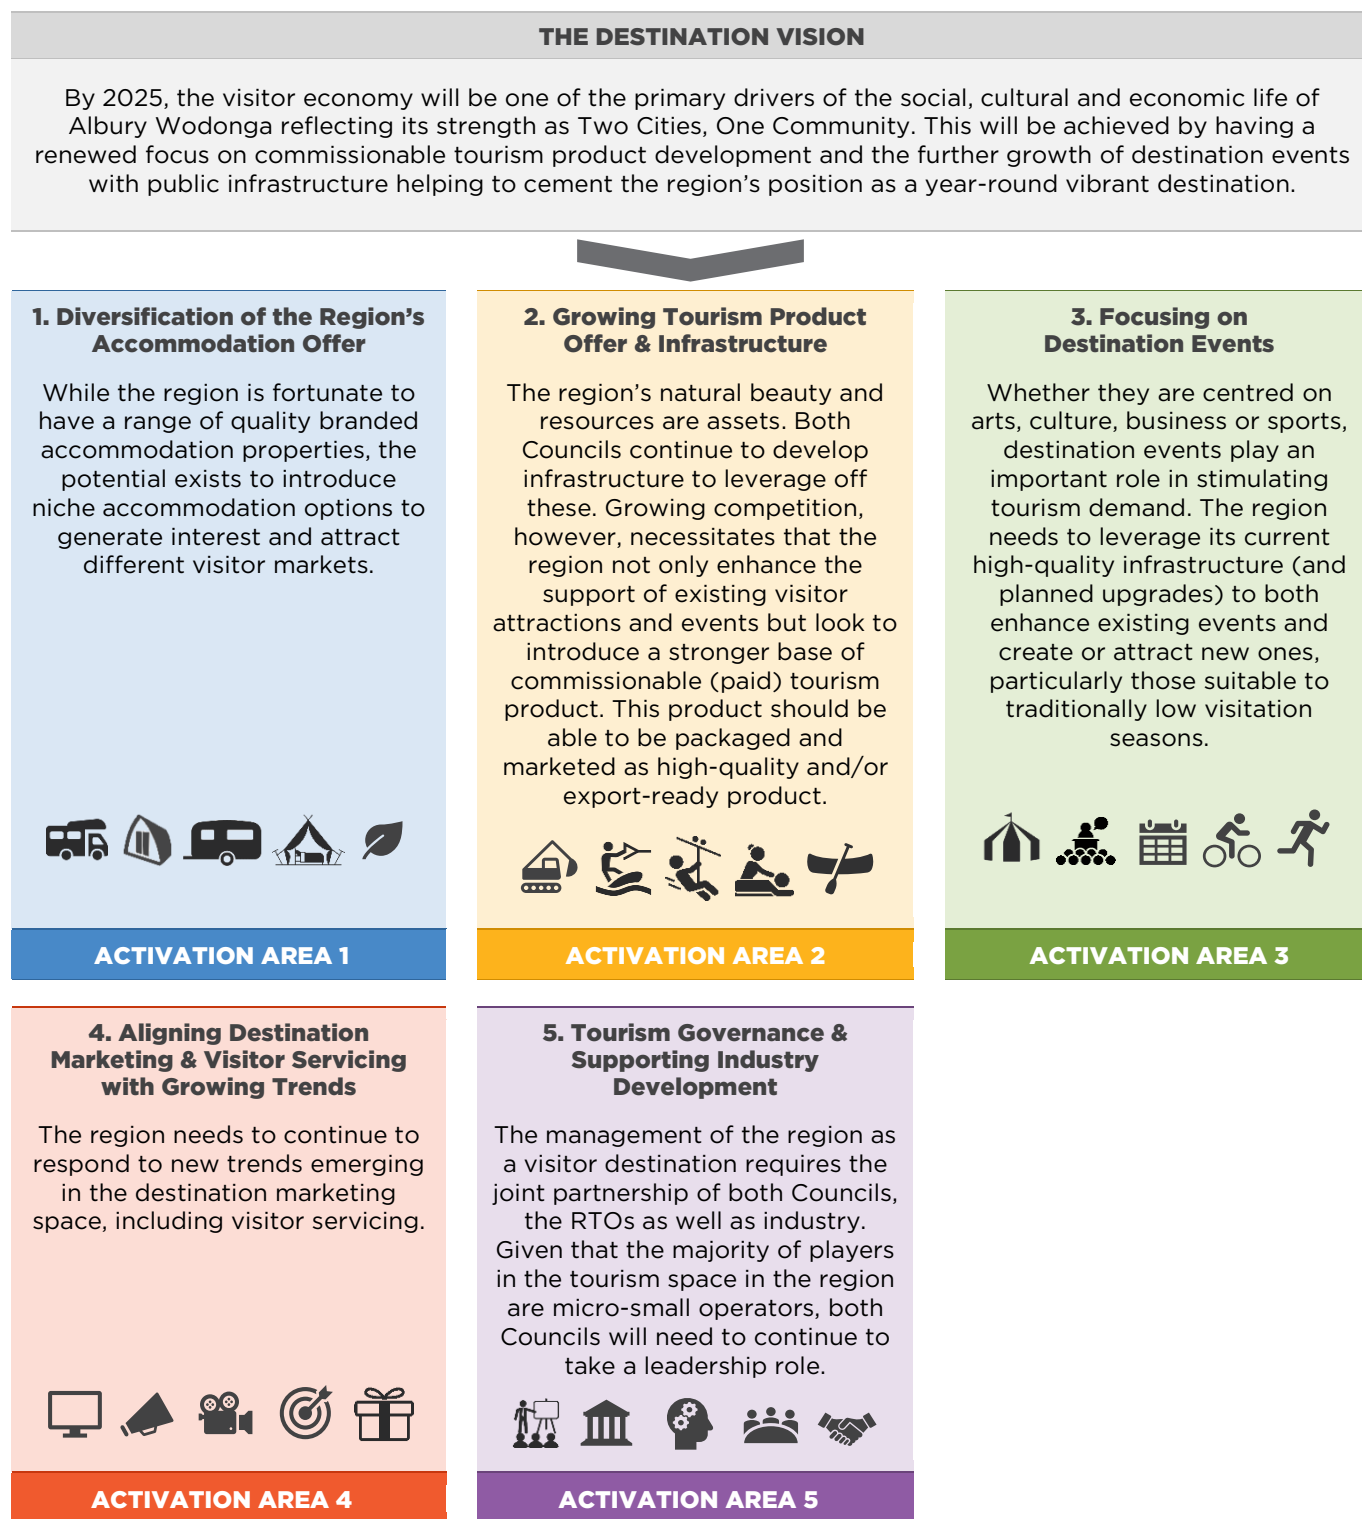 THE DESTINATION VISION
By 2025, the visitor economy will be one of the primary drivers of the social, cultural and economic life of
Albury Wodonga reflecting its strength as Two Cities, One Community. This will be achieved by having a
renewed focus on commissionable tourism product development and the further growth of destination events
with public infrastructure helping to cement the region’s position as a year-round vibrant destination.
1. Diversification of the Region’s
Accommodation Offer
While the region is fortunate to
have a range of quality branded
accommodation properties, the
potential exists to introduce
niche accommodation options to
generate interest and attract
different visitor markets.
ACTIVATION AREA 1
2. Growing Tourism Product
Offer & Infrastructure
The region’s natural beauty and
resources are assets. Both
Councils continue to develop
infrastructure to leverage off
these. Growing competition,
however, necessitates that the
region not only enhance the
support of existing visitor
attractions and events but look to
introduce a stronger base of
commissionable (paid) tourism
product. This product should be
able to be packaged and
marketed as high-quality and/or
export-ready product.
ACTIVATION AREA 2
3. Focusing on
Destination Events
Whether they are centred on
arts, culture, business or sports,
destination events play an
important role in stimulating
tourism demand. The region
needs to leverage its current
high-quality infrastructure (and
planned upgrades) to both
enhance existing events and
create or attract new ones,
particularly those suitable to
traditionally low visitation
seasons.
ACTIVATION AREA 3
4. Aligning Destination
Marketing & Visitor Servicing
with Growing Trends
The region needs to continue to
respond to new trends emerging
in the destination marketing
space, including visitor servicing.
ACTIVATION AREA 4
5. Tourism Governance &
Supporting Industry
Development
The management of the region as
a visitor destination requires the
joint partnership of both Councils,
the RTOs as well as industry.
Given that the majority of players
in the tourism space in the region
are micro-small operators, both
Councils will need to continue to
take a leadership role.
ACTIVATION AREA 5